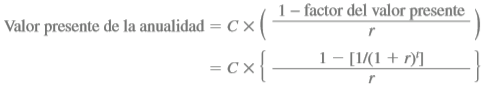 Valor presente de la anualidad = C × ( 1 – factor del valor presente / r )
= C × { 1 – [1/(1 + r)^t] / r }